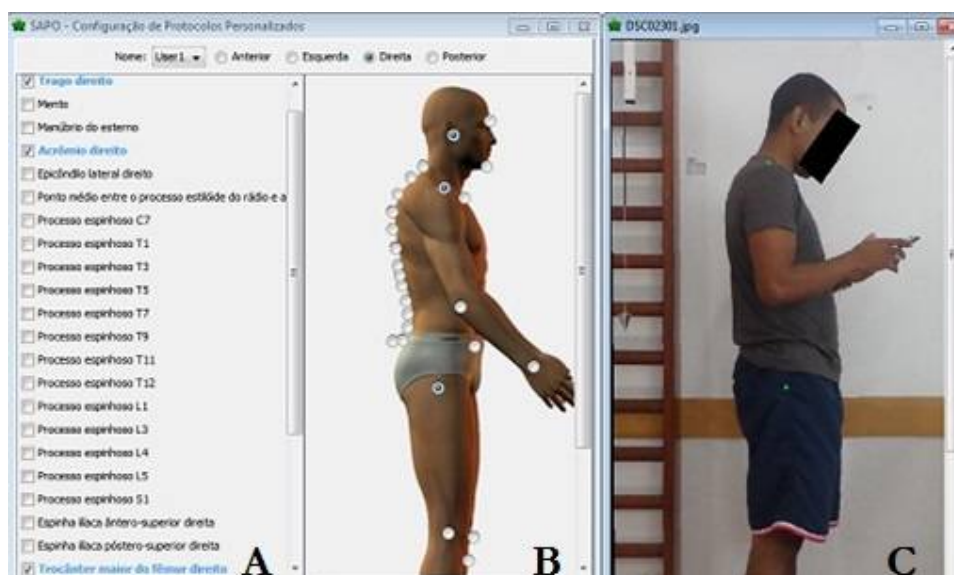 SAPO - Configuração de Protocolos Personalizados
DSC02301.jpg
Nome: User1 Anterior Esquerda Direita Posterior
Trago direito
Mento
Manúbrio do esterno
Acrômio direito
Epicôndilo lateral direito
Ponto médio entre o processo estilóide do rádio e a
Processo espinhoso C7
Processo espinhoso T1
Processo espinhoso T3
Processo espinhoso T5
Processo espinhoso T7
Processo espinhoso T9
Processo espinhoso T11
Processo espinhoso T12
Processo espinhoso L1
Processo espinhoso L3
Processo espinhoso L4
Processo espinhoso L5
Processo espinhoso S1
Espinha ilíaca ântero-superior direita
Espinha ilíaca póstero-superior direita
Trocânter maior do fêmur direito
A
B
C